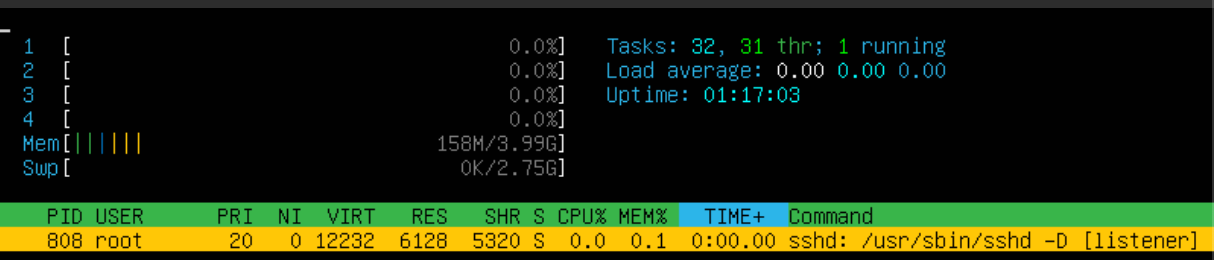 1 [ 0.0%] Tasks: 32, 31 thr; 1 running
2 [ 0.0%] Load average: 0.00 0.00 0.00
3 [ 0.0%] Uptime: 01:17:03
4 [ 0.0%]
Mem[|||||| 158M/3.99G]
Swp[ 0K/2.75G]
PID USER PRI NI VIRT RES SHR S CPU% MEM% TIME+ Command
808 root 20 0 12232 6128 5320 S 0.0 0.1 0:00.00 sshd: /usr/sbin/sshd -D [listener]